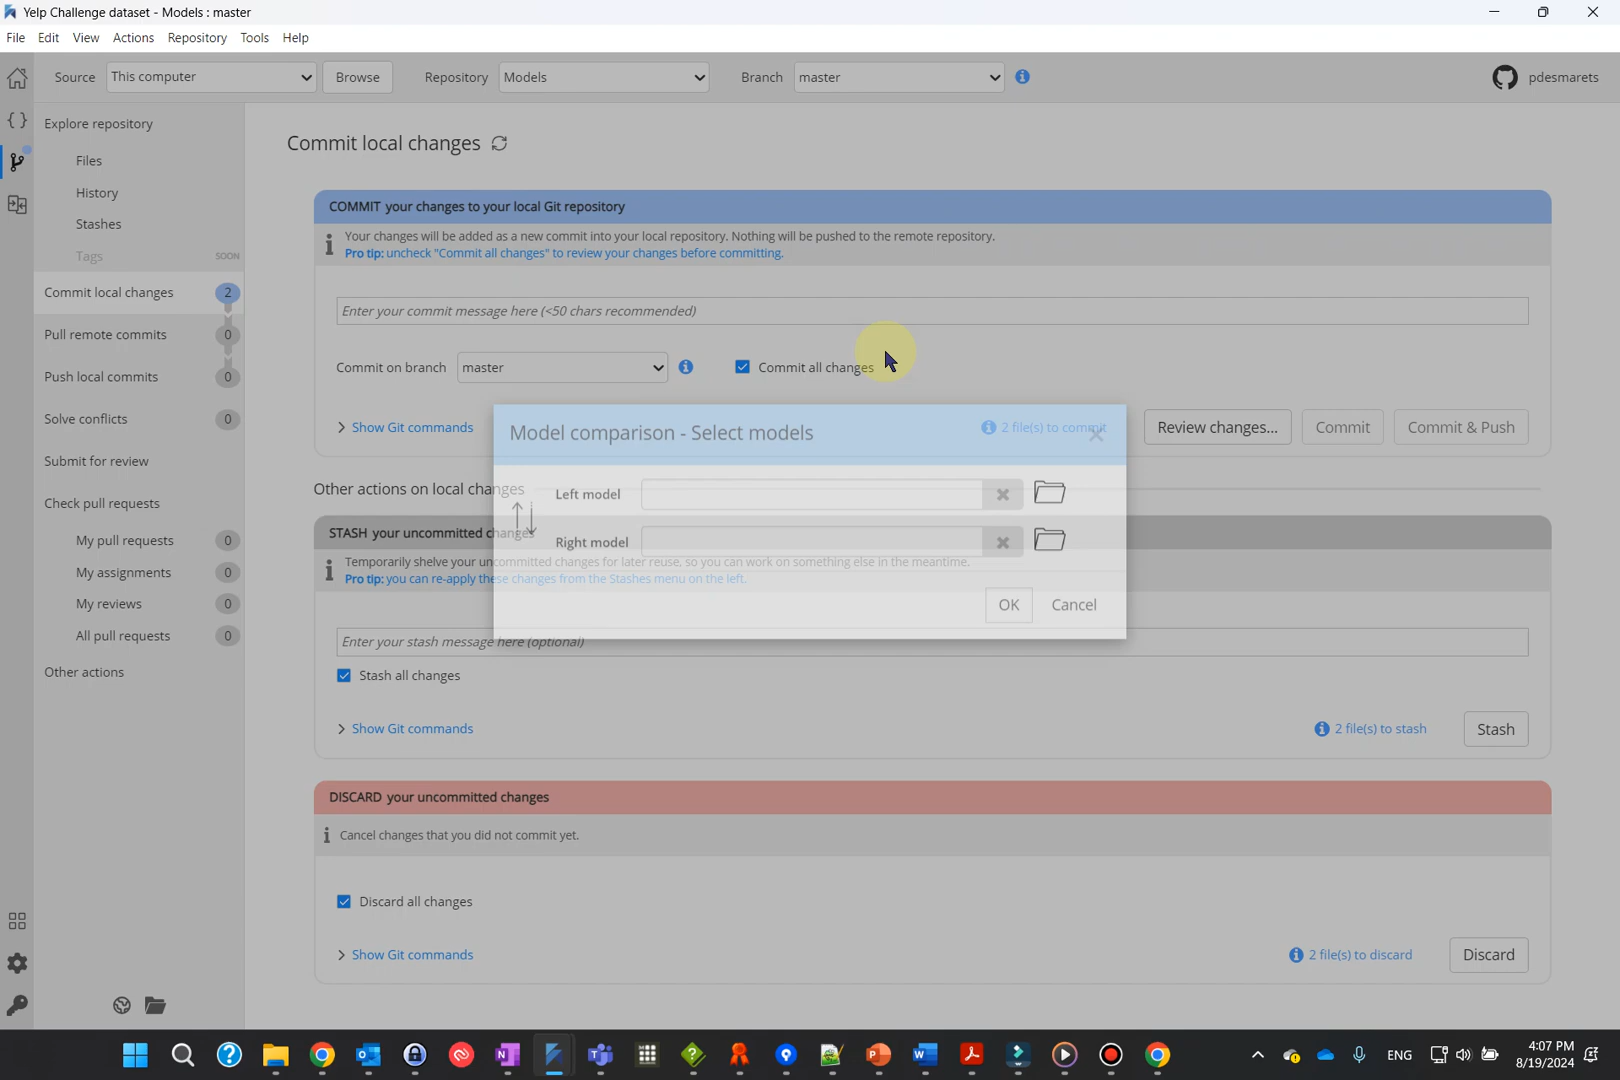 Yelp Challenge dataset - Models : master
File Edit View Actions Repository Tools Help
Source This computer Browse Repository Models Branch master pdesmarets
Explore repository
Files
History
Stashes
Tags SOON
Commit local changes 2
Pull remote commits 0
Push local commits 0
Solve conflicts 0
Submit for review
Check pull requests
My pull requests 0
My assignments 0
My reviews 0
All pull requests 0
Other actions
Commit local changes
COMMIT your changes to your local Git repository
Your changes will be added as a new commit into your local repository. Nothing will be pushed to the remote repository.
Pro tip: uncheck "Commit all changes" to review your changes before committing.
Enter your commit message here (<50 chars recommended)
Commit on branch master Commit all changes
Show Git commands 2 file(s) to commit Review changes... Commit Commit & Push
Model comparison - Select models
Left model
Right model
OK Cancel
Other actions on local changes
STASH your uncommitted changes
Temporarily shelve your uncommitted changes for later reuse, so you can work on something else in the meantime.
Pro tip: you can re-apply these changes from the Stashes menu on the left.
Enter your stash message here (optional)
Stash all changes
Show Git commands 2 file(s) to stash Stash
DISCARD your uncommitted changes
Cancel changes that you did not commit yet.
Discard all changes
Show Git commands 2 file(s) to discard Discard
ENG
4:07 PM
8/19/2024